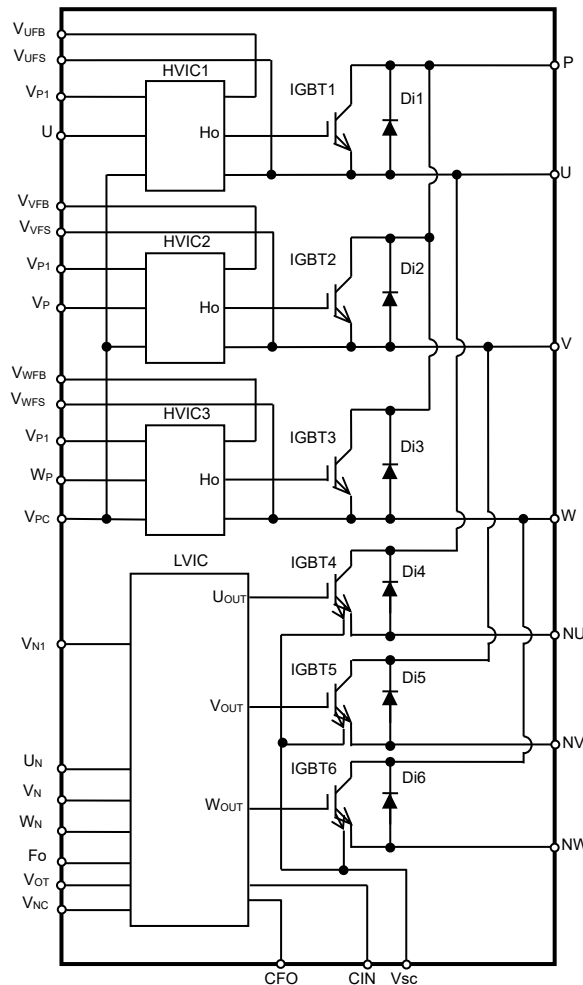 VUFB
VUFS
HVIC1
VP1
IGBT1
Di1
P
U
Ho
U
VVFB
VVFS
HVIC2
VP1
IGBT2
Di2
VP
Ho
V
VWFB
VWFS
HVIC3
VP1
IGBT3
Di3
WP
Ho
VPC
W
LVIC
IGBT4
Di4
UOUT
NU
VN1
IGBT5
Di5
VOUT
NV
UN
IGBT6
Di6
VN
WOUT
WN
NW
Fo
VOT
VNC
CFO
CIN
Vsc